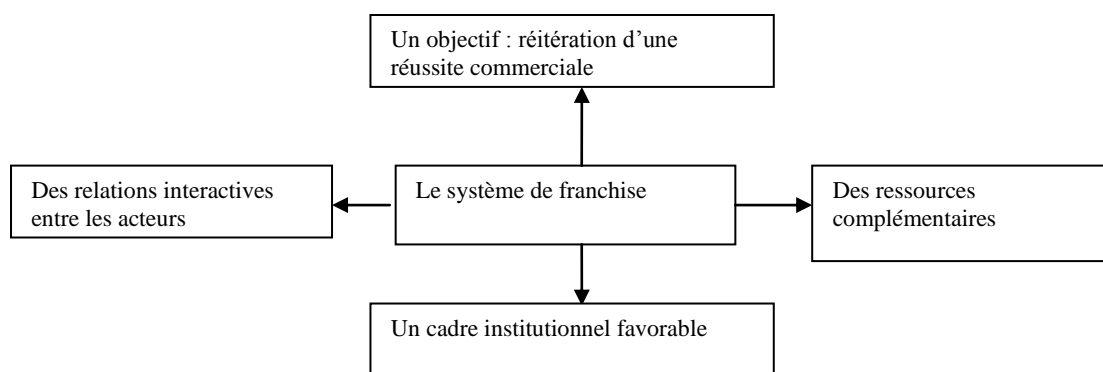 Un objectif : réitération d’une
réussite commerciale
Des relations interactives
entre les acteurs
Le système de franchise
Des ressources
complémentaires
Un cadre institutionnel favorable